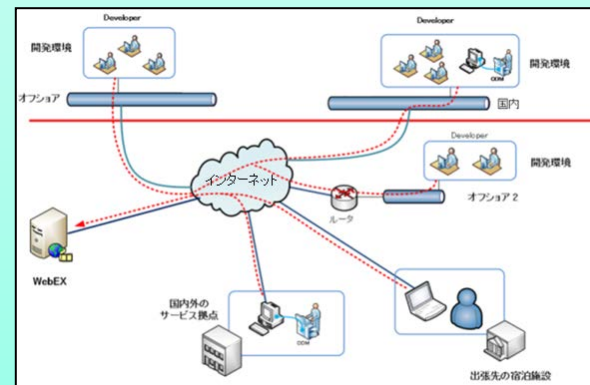 Developer
開発環境
オフショア
Developer
ODM
開発環境
国内
Developer
開発環境
オフショア 2
インターネット
ルータ
WebEX
国内外の
サービス拠点
ODM
出張先の宿泊施設